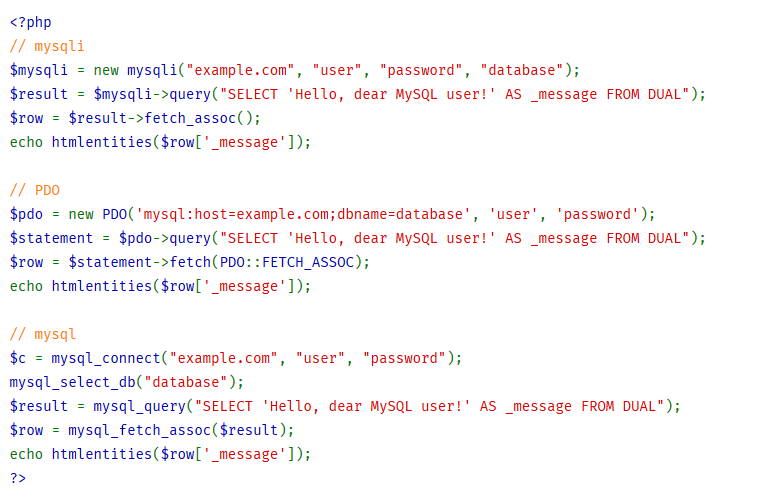 <?php
// mysqli
$mysqli = new mysqli("example.com", "user", "password", "database");
$result = $mysqli->query("SELECT 'Hello, dear MySQL user!' AS _message FROM DUAL");
$row = $result->fetch_assoc();
echo htmlentities($row['_message']);

// PDO
$pdo = new PDO('mysql:host=example.com;dbname=database', 'user', 'password');
$statement = $pdo->query("SELECT 'Hello, dear MySQL user!' AS _message FROM DUAL");
$row = $statement->fetch(PDO::FETCH_ASSOC);
echo htmlentities($row['_message']);

// mysql
$c = mysql_connect("example.com", "user", "password");
mysql_select_db("database");
$result = mysql_query("SELECT 'Hello, dear MySQL user!' AS _message FROM DUAL");
$row = mysql_fetch_assoc($result);
echo htmlentities($row['_message']);
?>